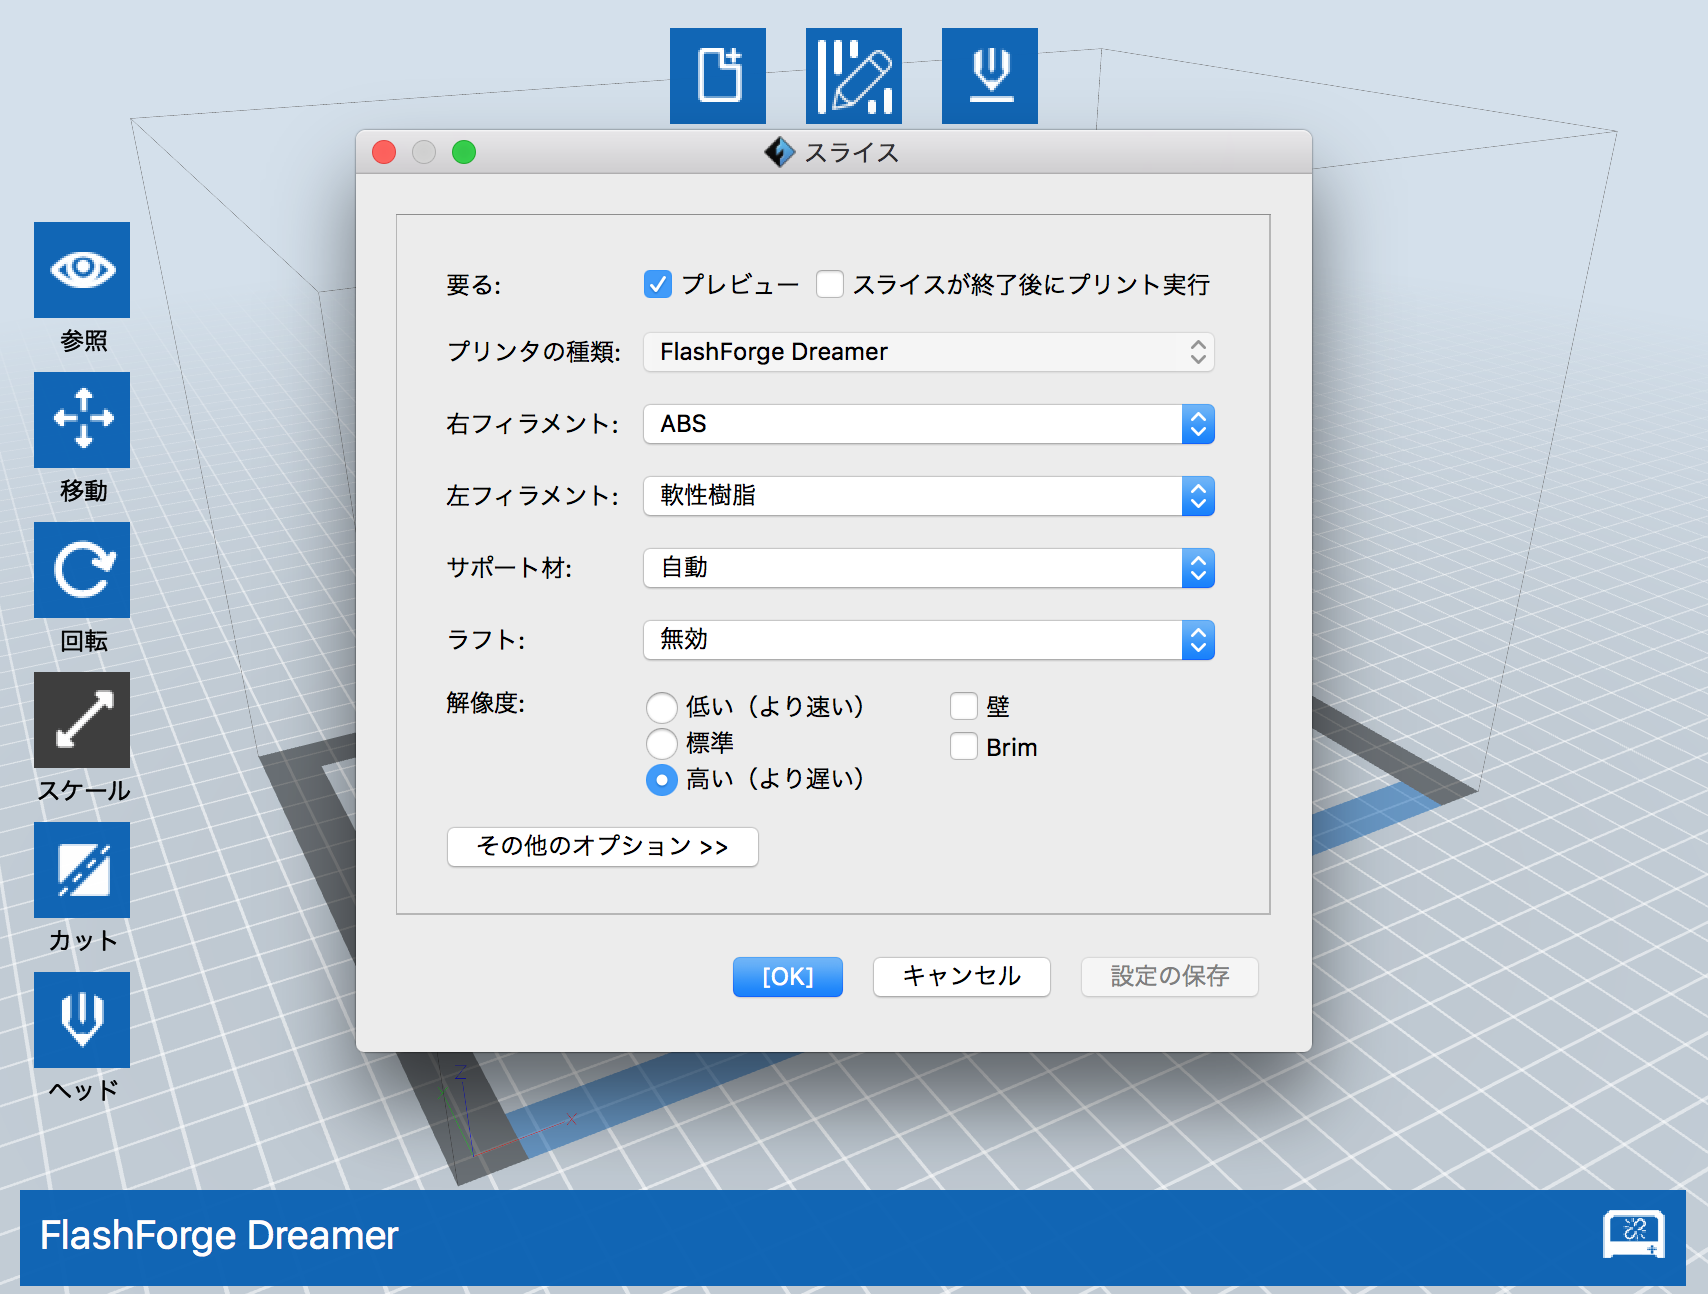 スライス
要る: プレビュー スライスが終了後にプリント実行
プリンタの種類: FlashForge Dreamer
右フィラメント: ABS
左フィラメント: 軟性樹脂
サポート材: 自動
ラフト: 無効
解像度: 低い（より速い） 壁
標準 Brim
高い（より遅い）
その他のオプション >>
[OK] キャンセル 設定の保存
参照
移動
回転
スケール
カット
ヘッド
Z
Y
X
FlashForge Dreamer